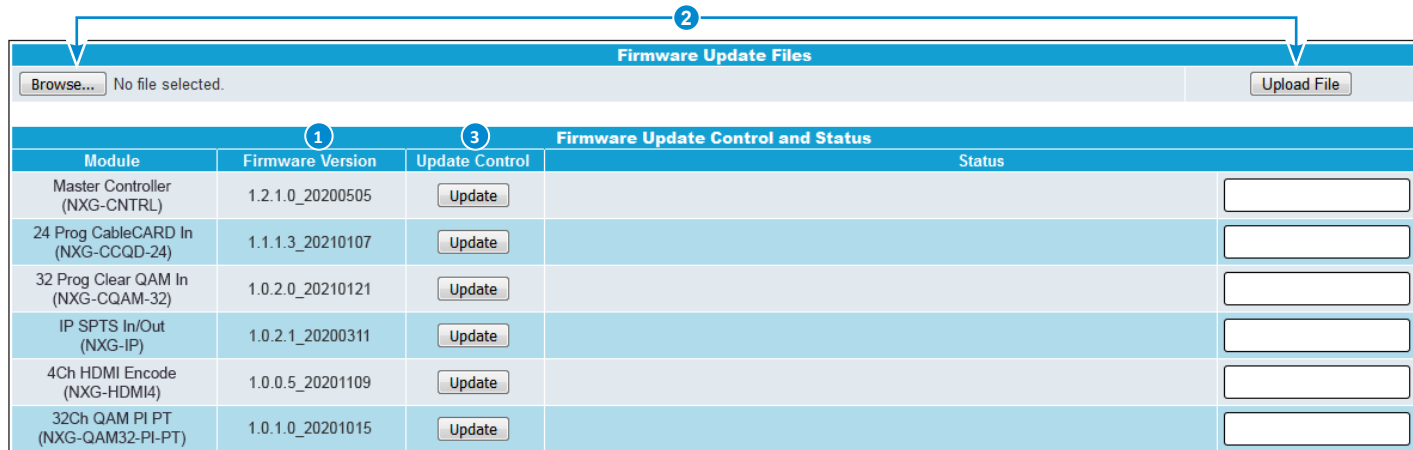 2
Firmware Update Files
Browse... No file selected. Upload File
1 3 Firmware Update Control and Status
Module Firmware Version Update Control Status
Master Controller
(NXG-CNTRL) 1.2.1.0_20200505 Update
24 Prog CableCARD In
(NXG-CCQD-24) 1.1.1.3_20210107 Update
32 Prog Clear QAM In
(NXG-CQAM-32) 1.0.2.0_20210121 Update
IP SPTS In/Out
(NXG-IP) 1.0.2.1_20200311 Update
4Ch HDMI Encode
(NXG-HDMI4) 1.0.0.5_20201109 Update
32Ch QAM PI PT
(NXG-QAM32-PI-PT) 1.0.1.0_20201015 Update